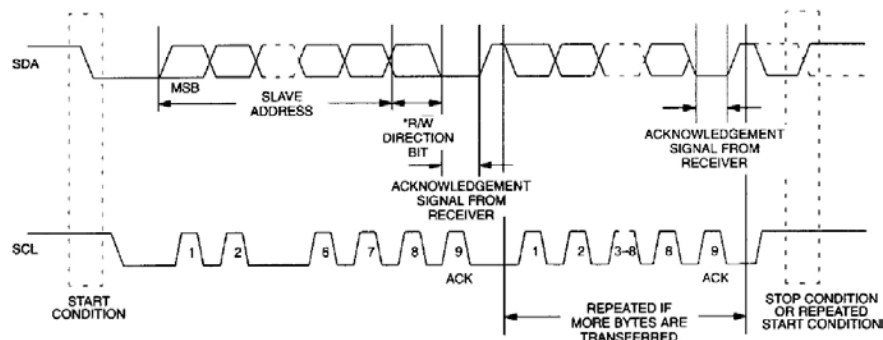 SDA
MSB
SLAVE
ADDRESS
*R/W
DIRECTION
BIT
ACKNOWLEDGEMENT
SIGNAL FROM
RECEIVER
ACKNOWLEDGEMENT
SIGNAL FROM
RECEIVER
SCL
1 2 6 7 8 9 1 2 3→8 8 9
ACK
ACK
START
CONDITION
REPEATED IF
MORE BYTES ARE
TRANSFERRED
STOP CONDITION
OR REPEATED
START CONDITION